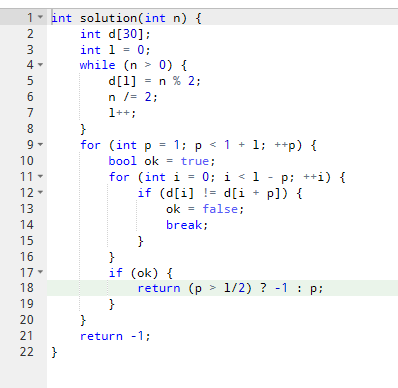 1 int solution(int n) {
2 int d[30];
3 int l = 0;
4 while (n > 0) {
5 d[l] = n % 2;
6 n /= 2;
7 l++;
8 }
9 for (int p = 1; p < 1 + l; ++p) {
10 bool ok = true;
11 for (int i = 0; i < l - p; ++i) {
12 if (d[i] != d[i + p]) {
13 ok = false;
14 break;
15 }
16 }
17 if (ok) {
18 return (p > l/2) ? -1 : p;
19 }
20 }
21 return -1;
22 }